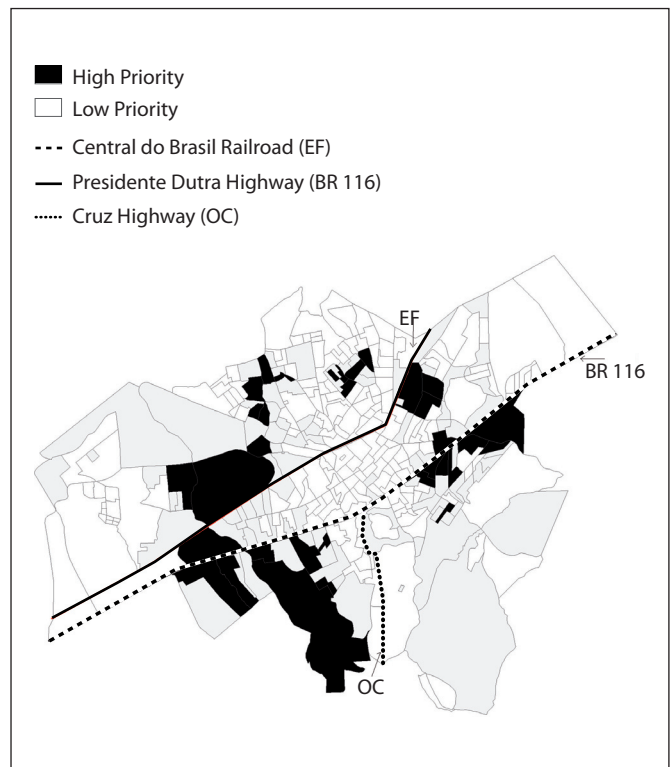 High Priority
Low Priority
Central do Brasil Railroad (EF)
Presidente Dutra Highway (BR 116)
Cruz Highway (OC)
EF
BR 116
OC